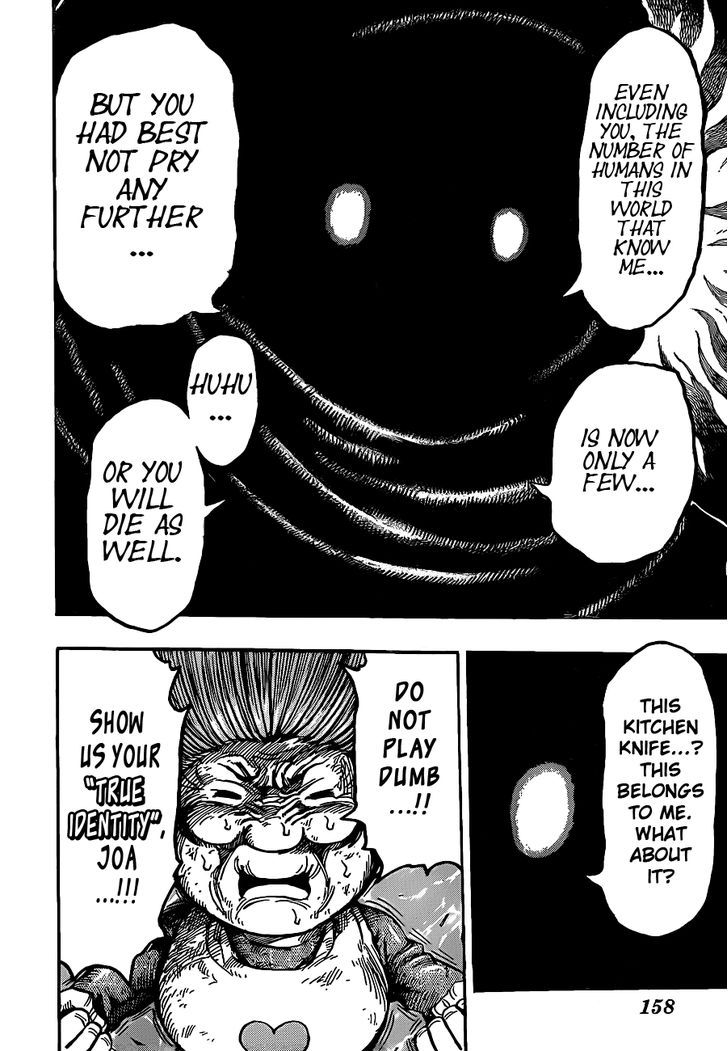 EVEN
INCLUDING
YOU, THE
NUMBER OF
HUMANS IN
THIS
WORLD
THAT
KNOW
ME...
IS NOW
ONLY A
FEW...
BUT YOU
HAD BEST
NOT PRY
ANY
FURTHER
...
HUHU
...
OR YOU
WILL
DIE AS
WELL.
THIS
KITCHEN
KNIFE...?
THIS
BELONGS
TO ME.
WHAT
ABOUT
IT?
DO
NOT
PLAY
DUMB
....!!
SHOW
US YOUR
"TRUE
IDENTITY",
JOA
....!!!
158